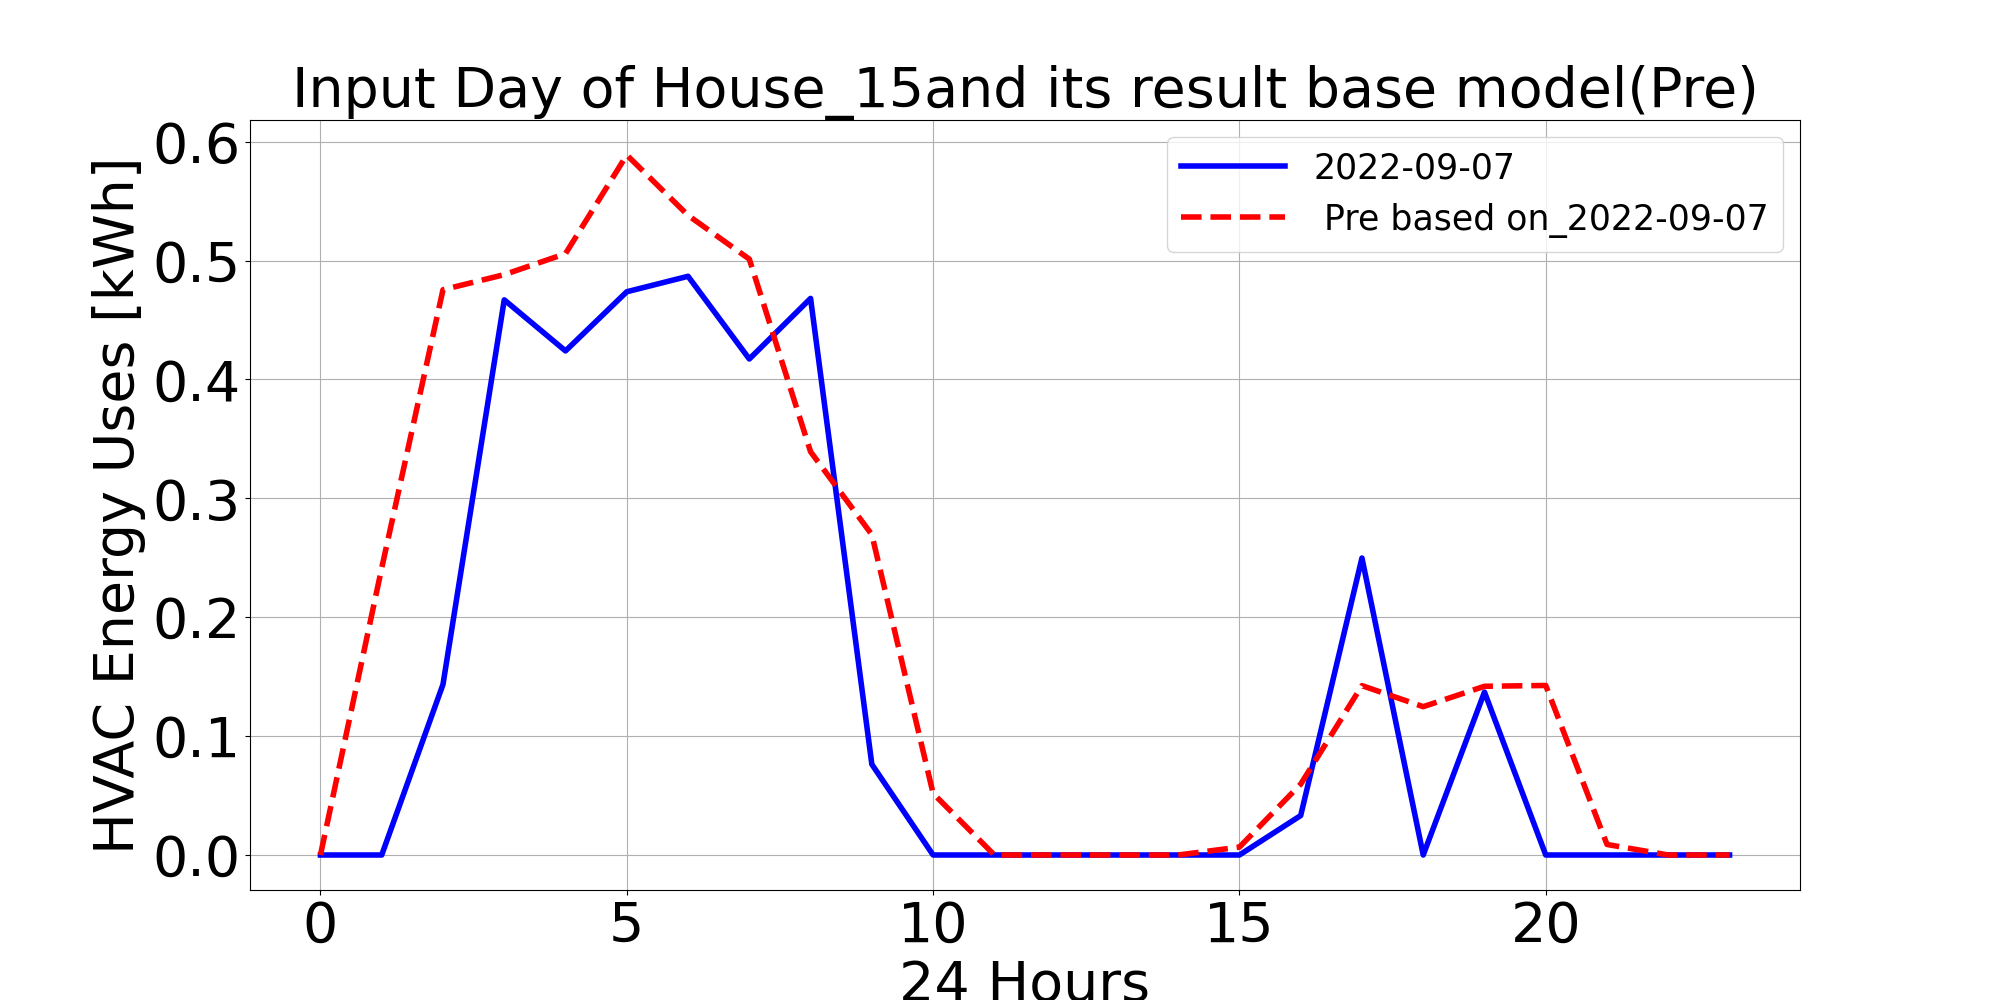 Input Day of House_15and its result base model(Pre)
HVAC Energy Uses [kWh]
0.6
0.5
0.4
0.3
0.2
0.1
0.0
2022-09-07
Pre based on_2022-09-07
0 5 10 15 20
24 Hours